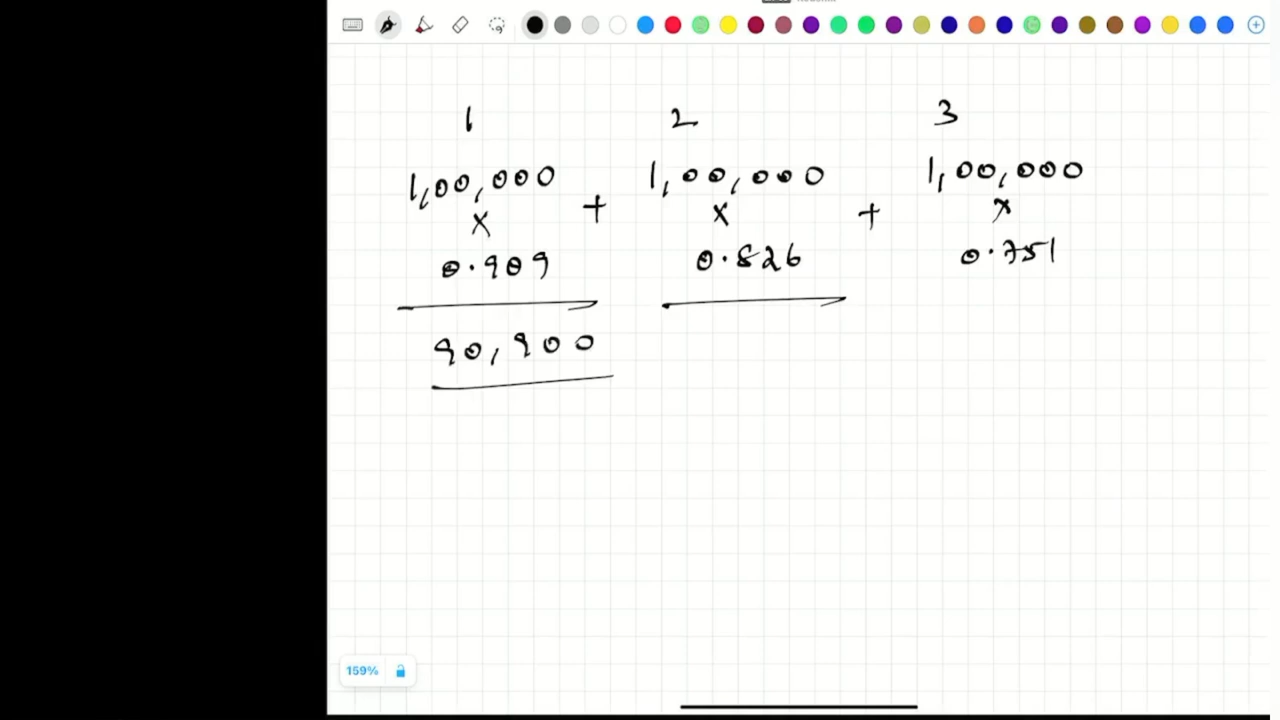 1 2 3
1,00,000 + 1,00,000 + 1,00,000
x x x
0.909 0.826 0.751
90,900
159%